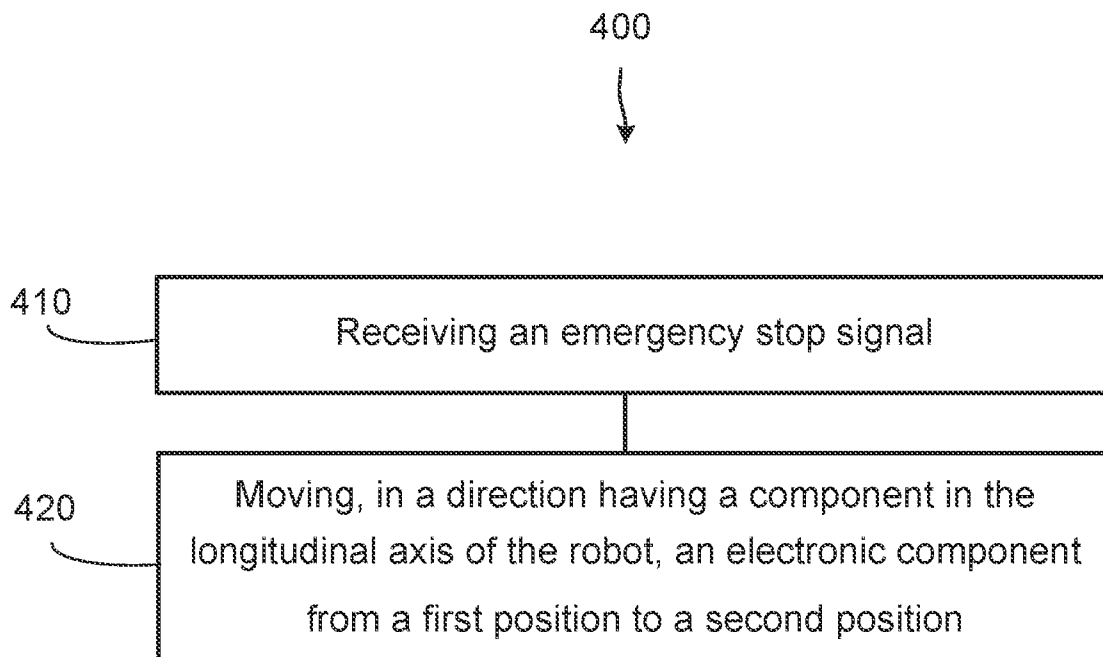 400
410
Receiving an emergency stop signal
420
Moving, in a direction having a component in the
longitudinal axis of the robot, an electronic component
from a first position to a second position